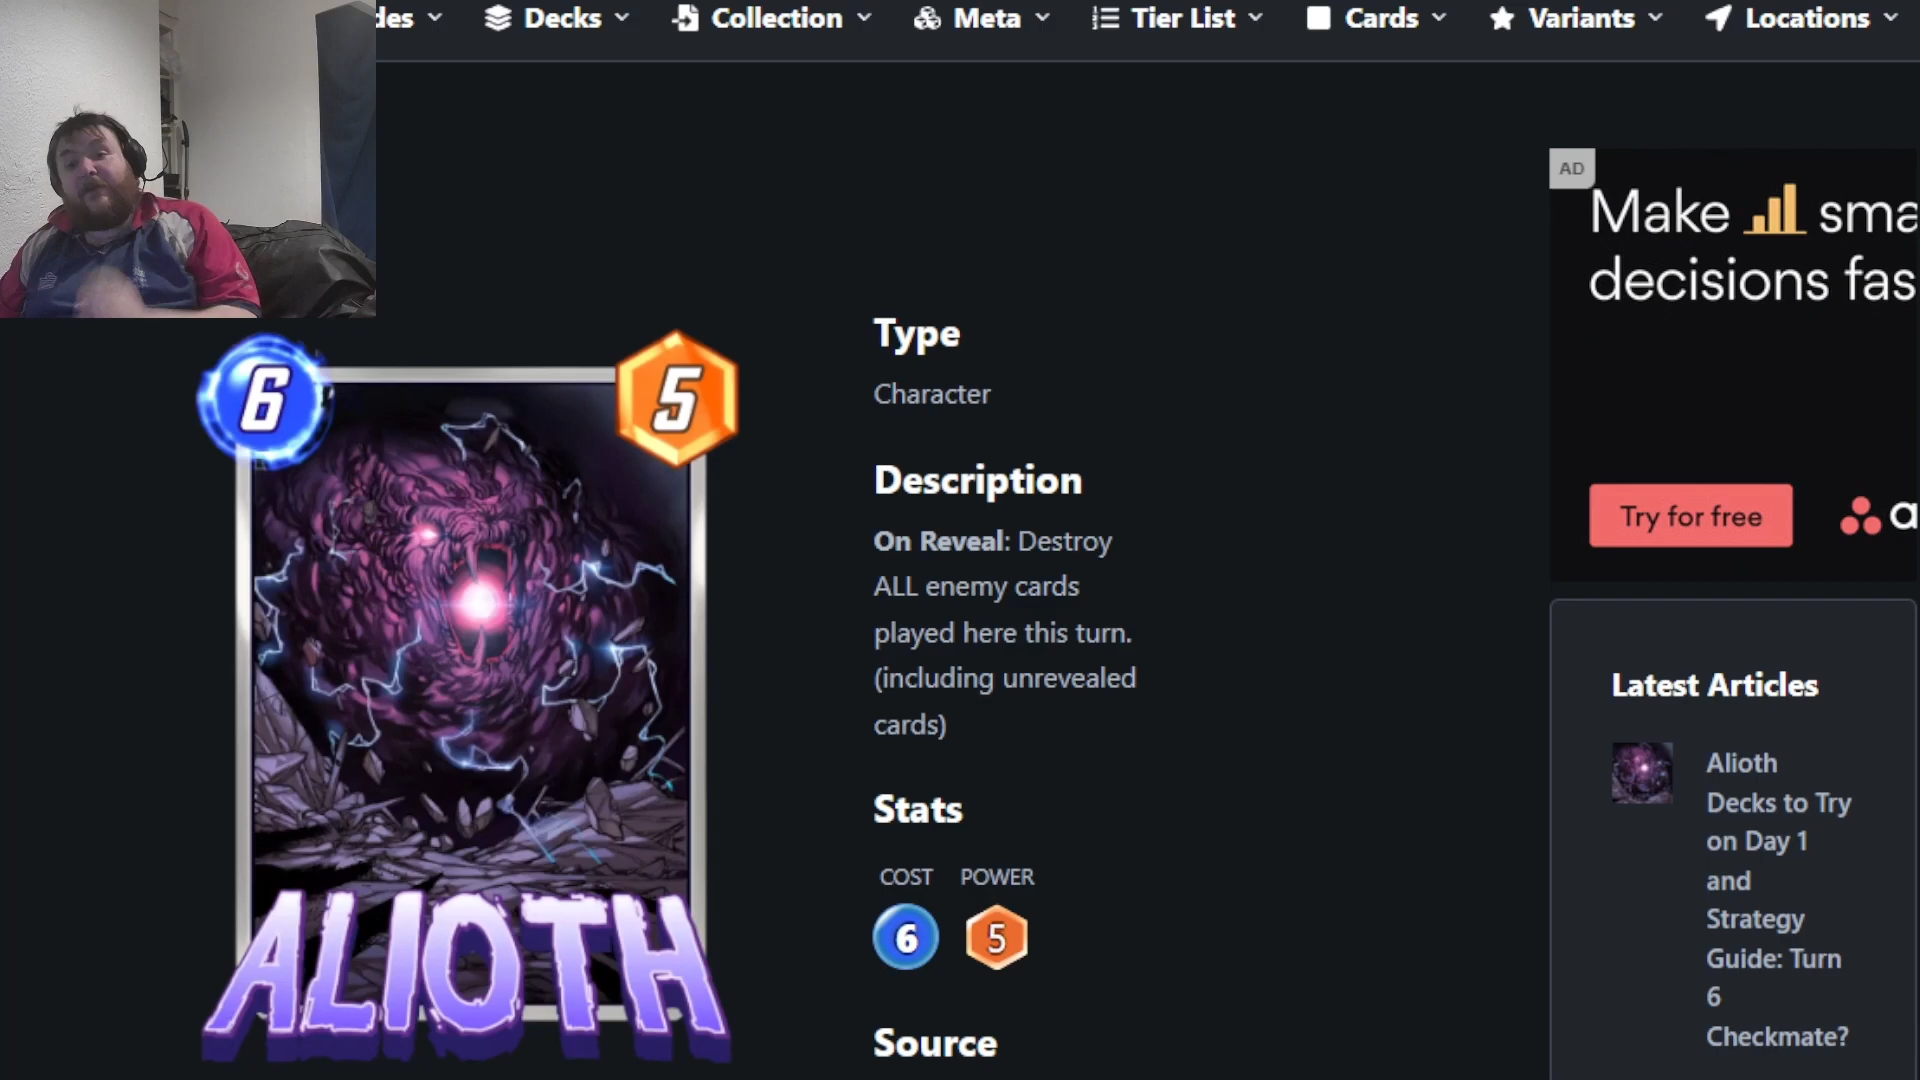 Decks
Collection
Meta
Tier List
Cards
Variants
Locations
AD
Make
decisions
Try for free
6
5
ALIOTH
Type
Character
Description
On Reveal: Destroy
ALL enemy cards
played here this turn.
(including unrevealed
cards)
Stats
COST POWER
6 5
Source
Latest Articles
Alioth
Decks to Try
on Day 1
and
Strategy
Guide: Turn
6
Checkmate?